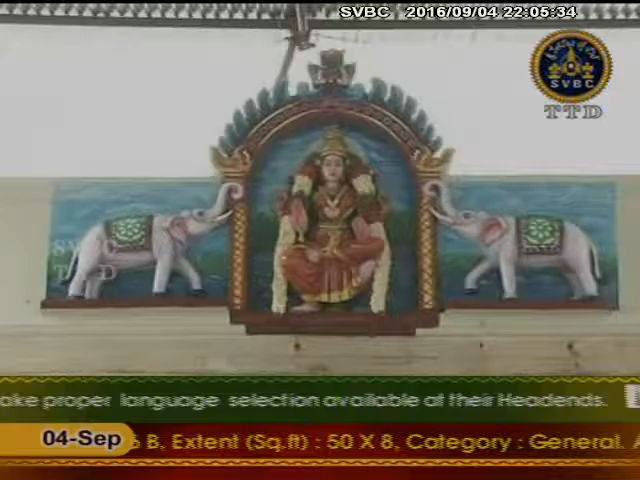 SVBC 2016/09/04 22:05:34
SVBC
TTD
ake proper language selection available at their Headends.
04-Sep 6 B, Extent (Sq.ft) : 50 X 8, Category : General. A